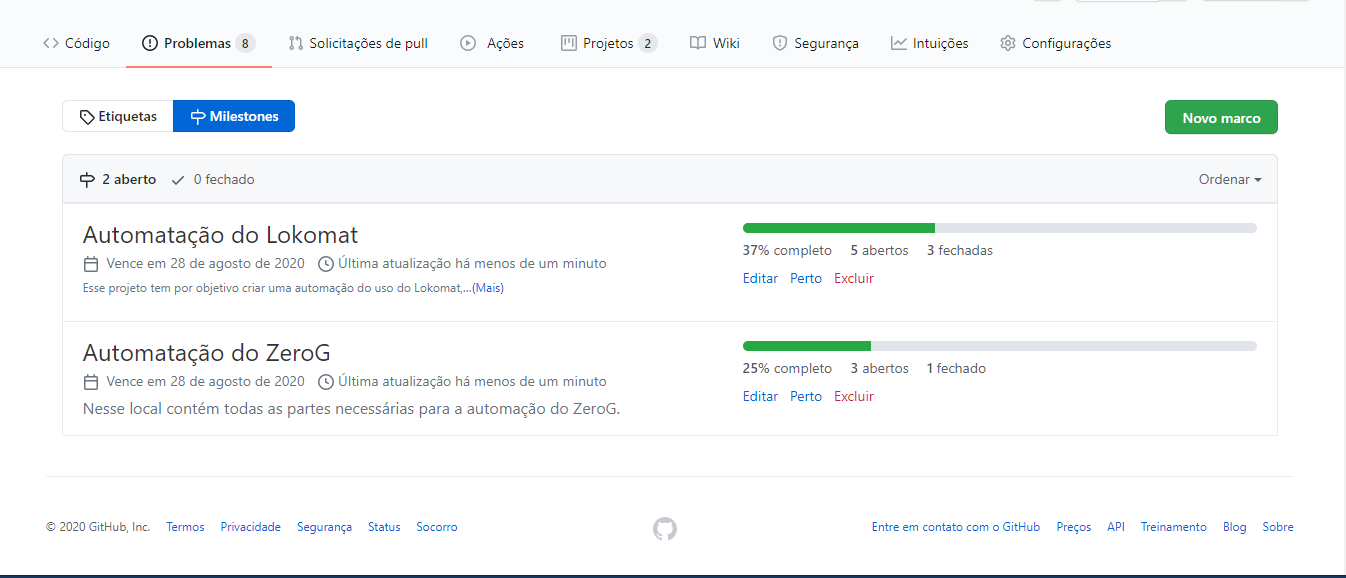 Código Problemas 8 Solicitações de pull Ações Projetos 2 Wiki Segurança Intuições Configurações
Etiquetas Milestones Novo marco
2 aberto 0 fechado Ordenar
Automatação do Lokomat
Vence em 28 de agosto de 2020 Última atualização há menos de um minuto
Esse projeto tem por objetivo criar uma automação do uso do Lokomat,...(Mais)
37% completo 5 abertos 3 fechadas
Editar Perto Excluir
Automatação do ZeroG
Vence em 28 de agosto de 2020 Última atualização há menos de um minuto
Nesse local contém todas as partes necessárias para a automação do ZeroG.
25% completo 3 abertos 1 fechado
Editar Perto Excluir
© 2020 GitHub, Inc. Termos Privacidade Segurança Status Socorro Entre em contato com o GitHub Preços API Treinamento Blog Sobre